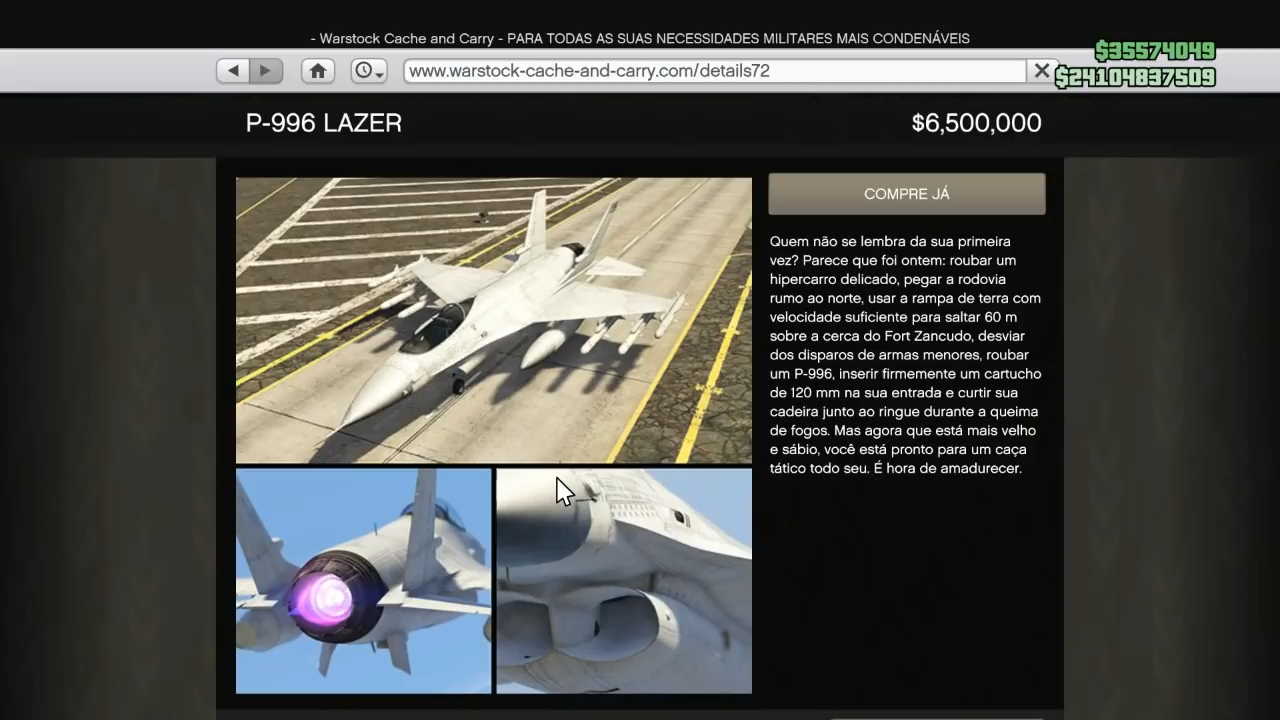 - Warstock Cache and Carry - PARA TODAS AS SUAS NECESSIDADES MILITARES MAIS CONDENÁVEIS
$35574049
www.warstock-cache-and-carry.com/details72
$24104837509
P-996 LAZER
$6,500,000
COMPRE JÁ
Quem não se lembra da sua primeira
vez? Parece que foi ontem: roubar um
hipercarro delicado, pegar a rodovia
rumo ao norte, usar a rampa de terra com
velocidade suficiente para saltar 60 m
sobre a cerca do Fort Zancudo, desviar
dos disparos de armas menores, roubar
um P-996, inserir firmemente um cartucho
de 120 mm na sua entrada e curtir sua
cadeira junto ao ringue durante a queima
de fogos. Mas agora que está mais velho
e sábio, você está pronto para um caça
tático todo seu. É hora de amadurecer.